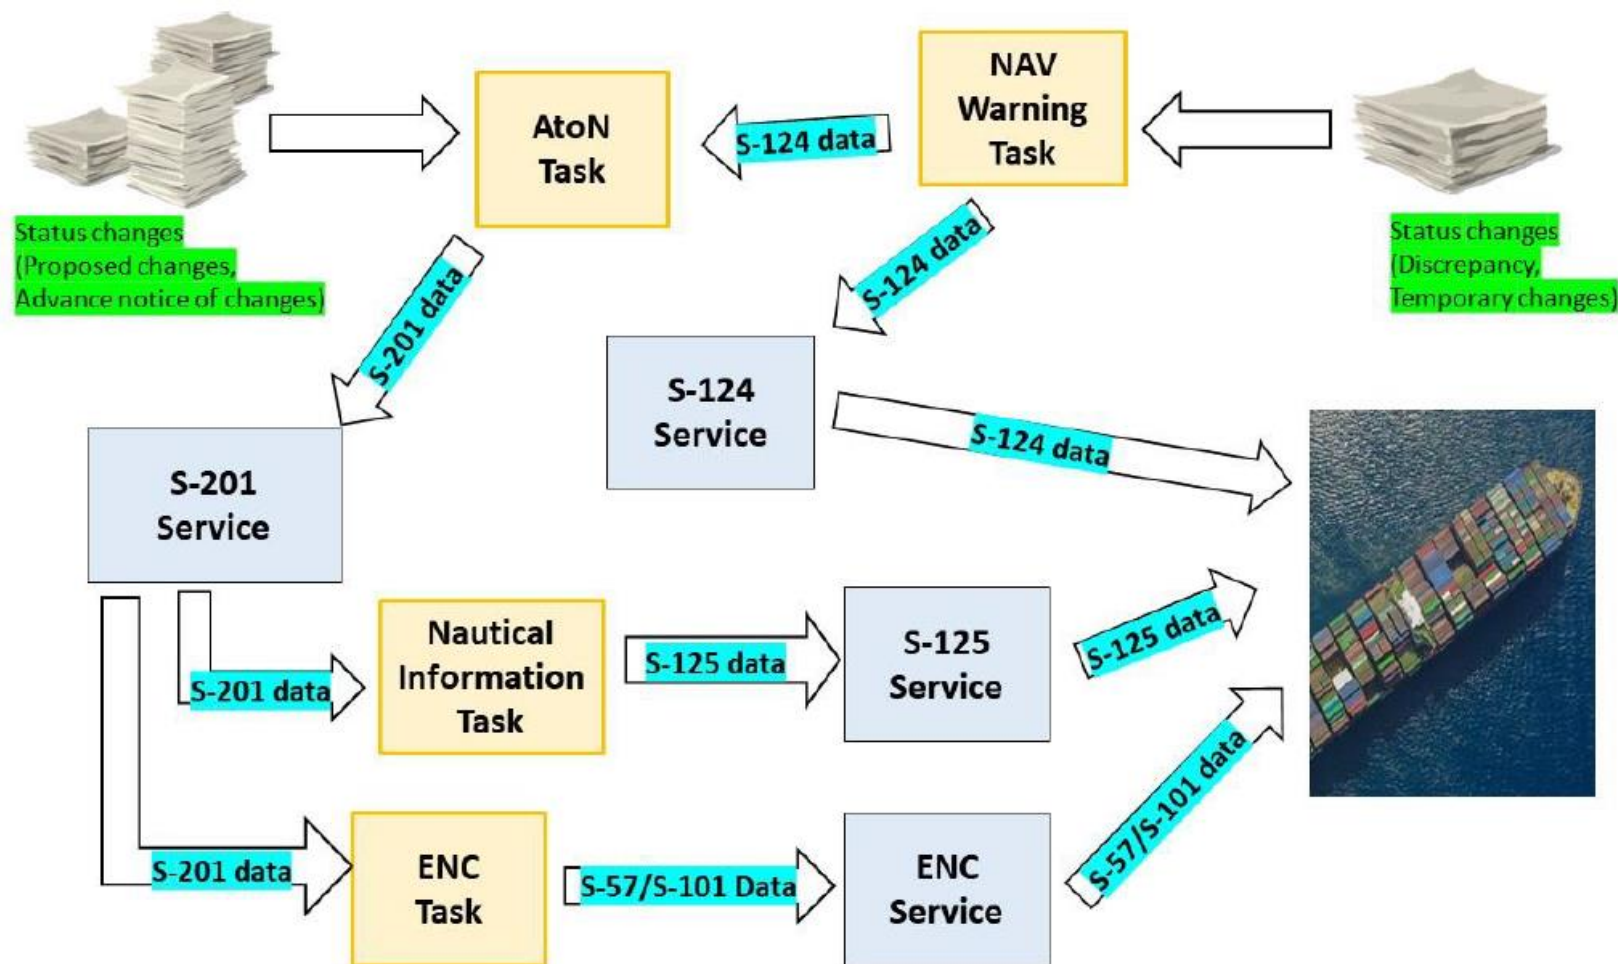 AtoN
Task
S-124 data
NAV
Warning
Task
Status changes
(Proposed changes,
Advance notice of changes)
Status changes
(Discrepancy,
Temporary changes)
S-201 data
S-124 data
S-124
Service
S-124 data
S-201
Service
S-201 data
Nautical
Information
Task
S-125 data
S-125
Service
S-125 data
S-201 data
ENC
Task
S-57/S-101 Data
ENC
Service
S-57/S-101 data